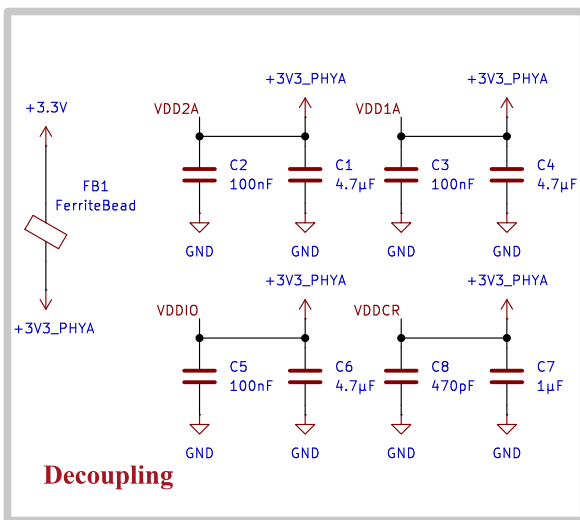 +3.3V
FB1
FerriteBead
+3V3_PHYA
+3V3_PHYA
VDD2A
C2
100nF
C1
4.7µF
GND
GND
+3V3_PHYA
VDD1A
C3
100nF
C4
4.7µF
GND
GND
+3V3_PHYA
VDDIO
C5
100nF
C6
4.7µF
GND
GND
+3V3_PHYA
VDDCR
C8
470pF
C7
1µF
GND
GND
Decoupling